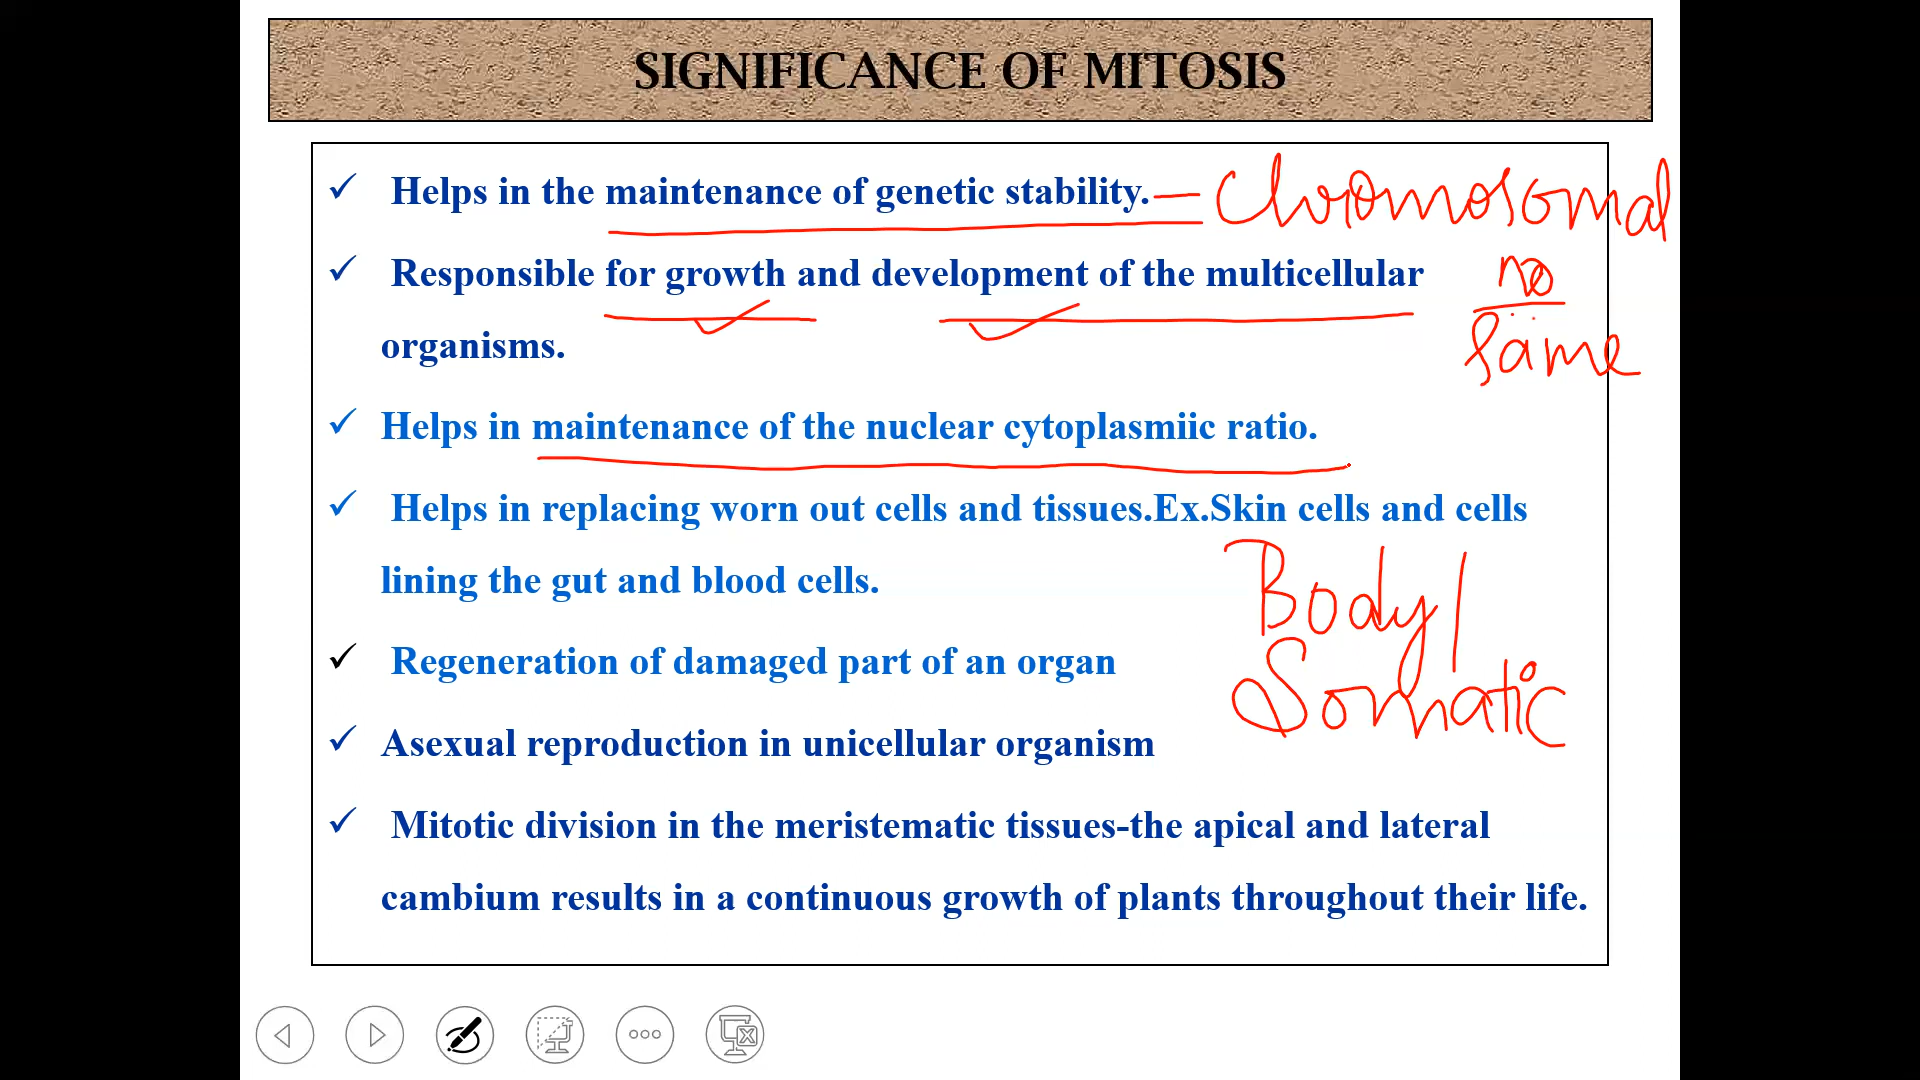 SIGNIFICANCE OF MITOSIS
✓ Helps in the maintenance of genetic stability. — Chromosomal
no
same
✓ Responsible for growth and development of the multicellular
organisms.
✓ Helps in maintenance of the nuclear cytoplasmiic ratio.
✓ Helps in replacing worn out cells and tissues.Ex.Skin cells and cells
lining the gut and blood cells.
Body/
Somatic
✓ Regeneration of damaged part of an organ
✓ Asexual reproduction in unicellular organism
✓ Mitotic division in the meristematic tissues-the apical and lateral
cambium results in a continuous growth of plants throughout their life.